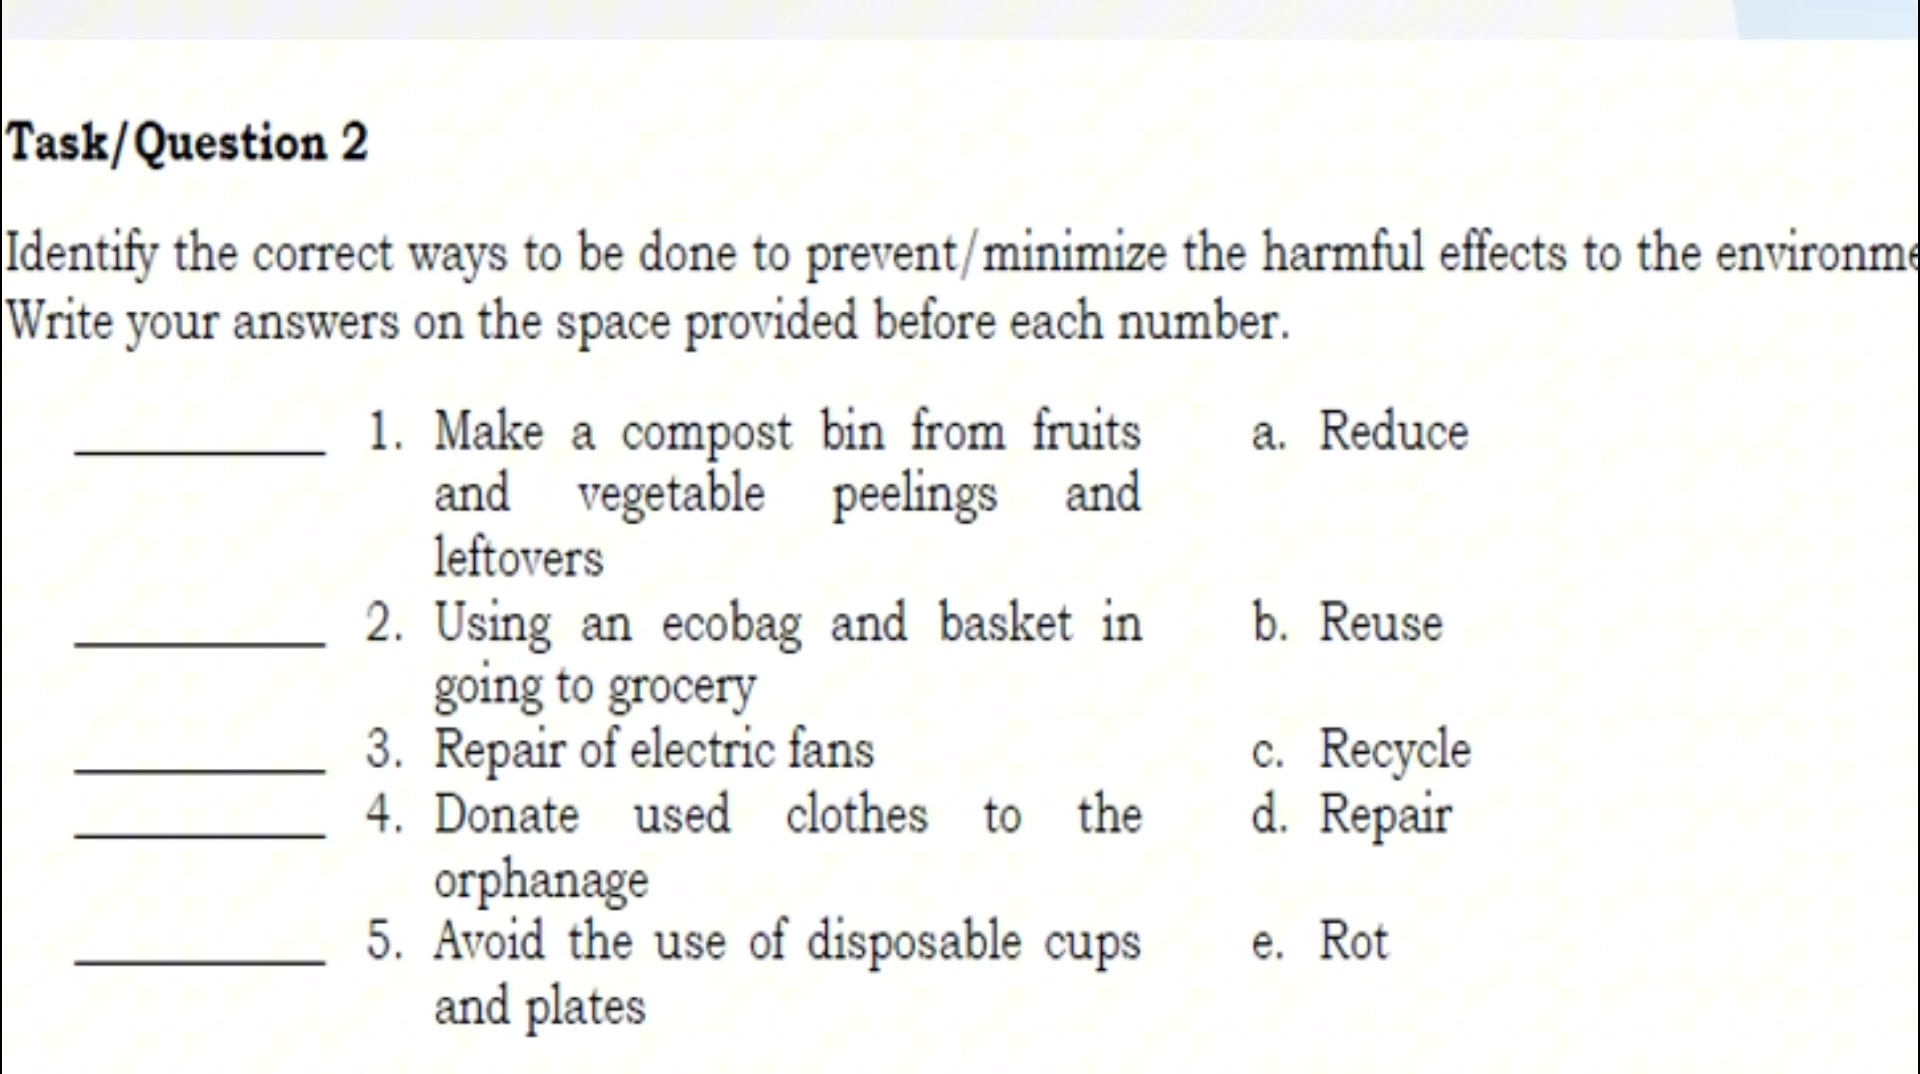 Task/Question 2
Identify the correct ways to be done to prevent/minimize the harmful effects to the environme
Write your answers on the space provided before each number.
1. Make a compost bin from fruits a. Reduce
and vegetable peelings and
leftovers
2. Using an ecobag and basket in b. Reuse
going to grocery
3. Repair of electric fans c. Recycle
4. Donate used clothes to the d. Repair
orphanage
5. Avoid the use of disposable cups e. Rot
and plates